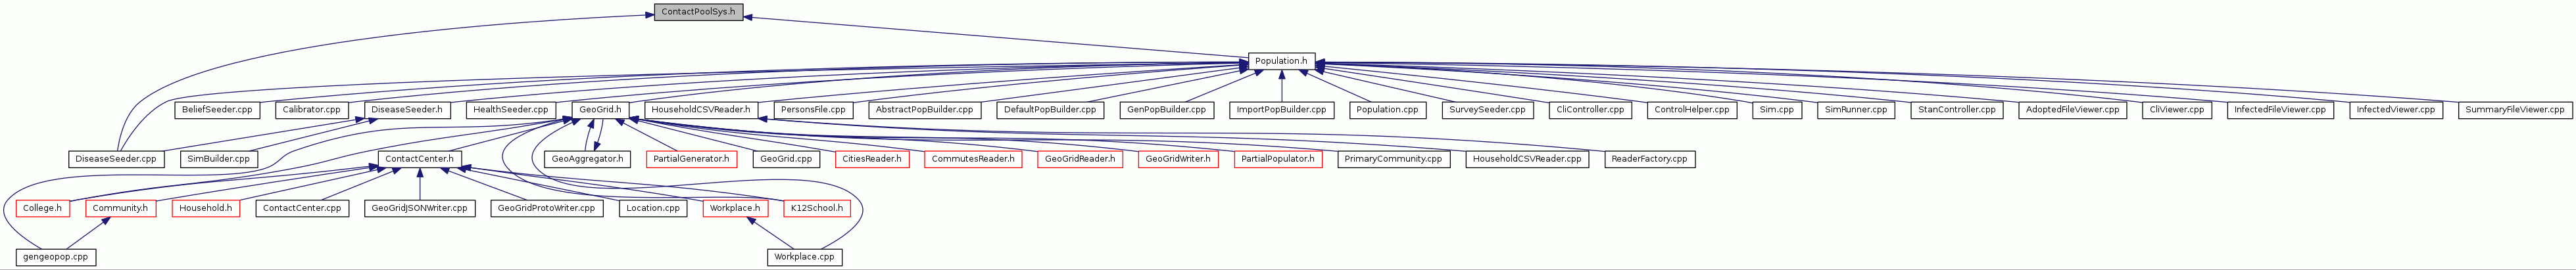 ContactPoolSys.h
Population.h
BeliefSeeder.cpp
Calibrator.cpp
DiseaseSeeder.h
HealthSeeder.cpp
GeoGrid.h
HouseholdCSVReader.h
PersonsFile.cpp
AbstractPopBuilder.cpp
DefaultPopBuilder.cpp
GenPopBuilder.cpp
ImportPopBuilder.cpp
Population.cpp
SurveySeeder.cpp
CliController.cpp
ControlHelper.cpp
Sim.cpp
SimRunner.cpp
StanController.cpp
AdoptedFileViewer.cpp
CliViewer.cpp
InfectedFileViewer.cpp
InfectedViewer.cpp
SummaryFileViewer.cpp
DiseaseSeeder.cpp
SimBuilder.cpp
ContactCenter.h
GeoAggregator.h
PartialGenerator.h
GeoGrid.cpp
CitiesReader.h
CommutesReader.h
GeoGridReader.h
GeoGridWriter.h
PartialPopulator.h
PrimaryCommunity.cpp
HouseholdCSVReader.cpp
ReaderFactory.cpp
College.h
Community.h
Household.h
ContactCenter.cpp
GeoGridJSONWriter.cpp
GeoGridProtoWriter.cpp
Location.cpp
Workplace.h
K12School.h
gengeopop.cpp
Workplace.cpp